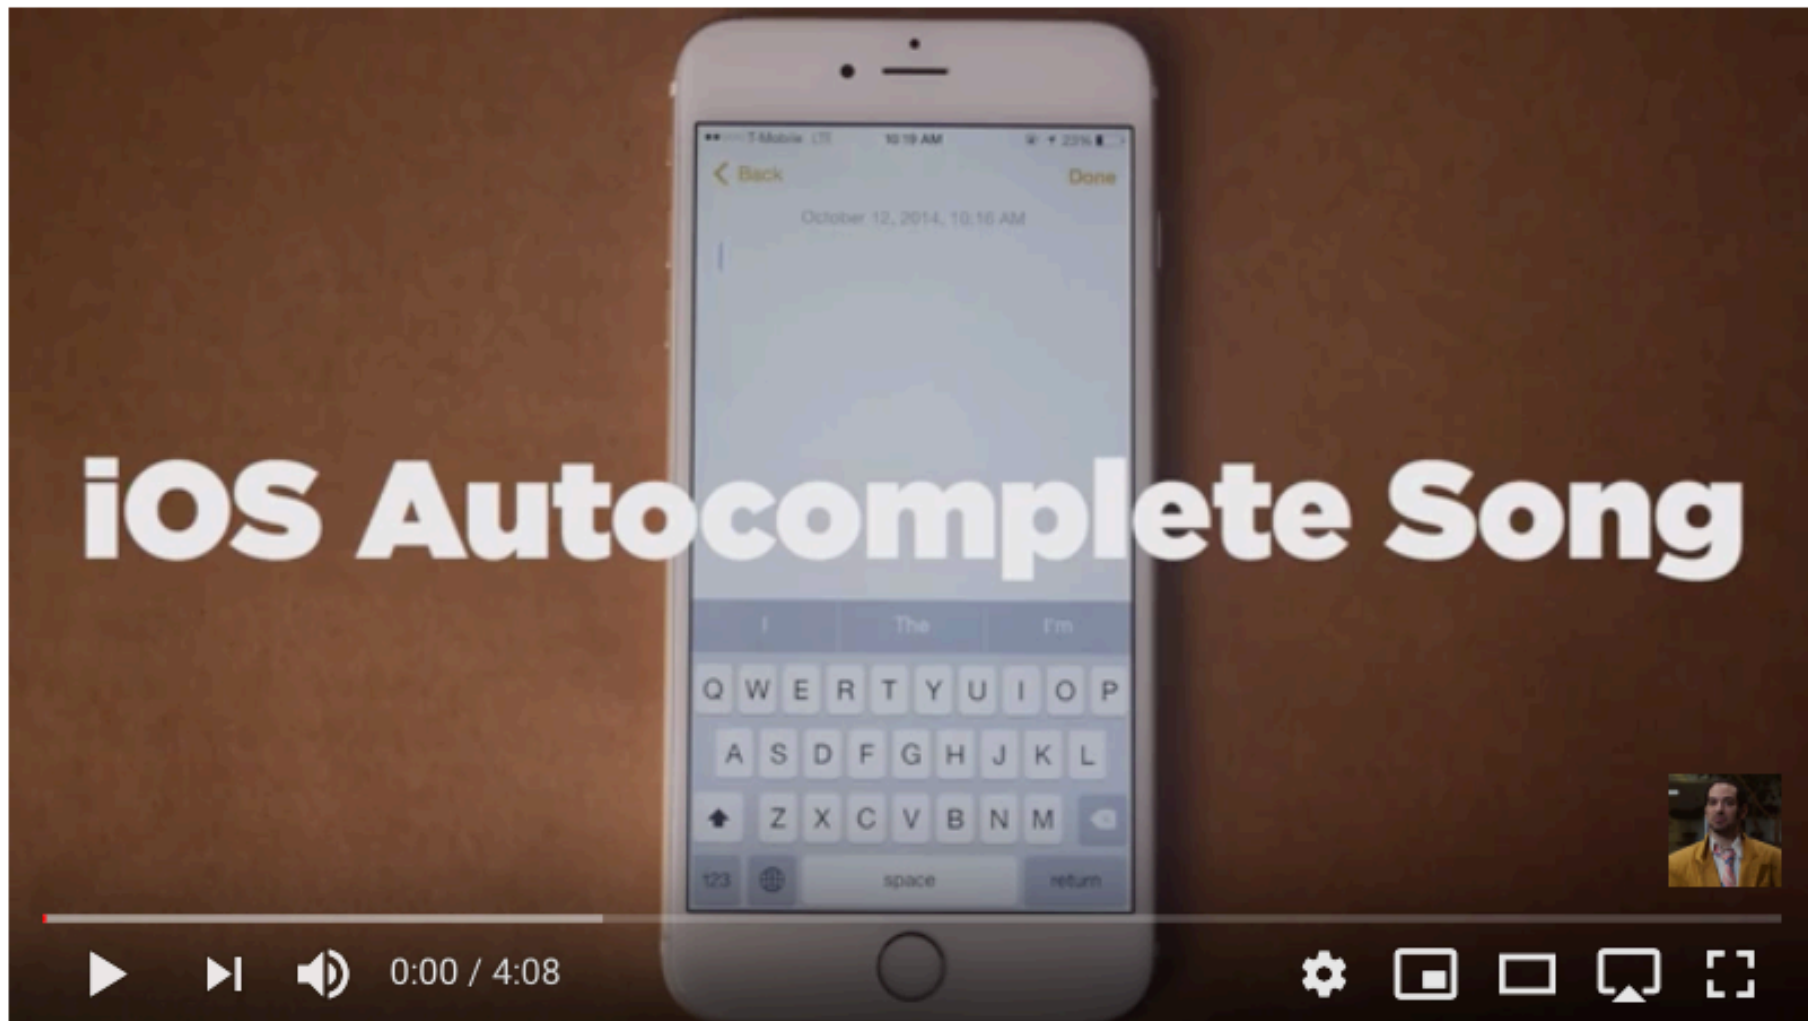 T-Mobile LTE 10:19 AM 23%
Back Done
October 12, 2014, 10:16 AM
iOS Autocomplete Song
I The I'm
Q W E R T Y U I O P
A S D F G H J K L
Z X C V B N M
123 space return
0:00 / 4:08